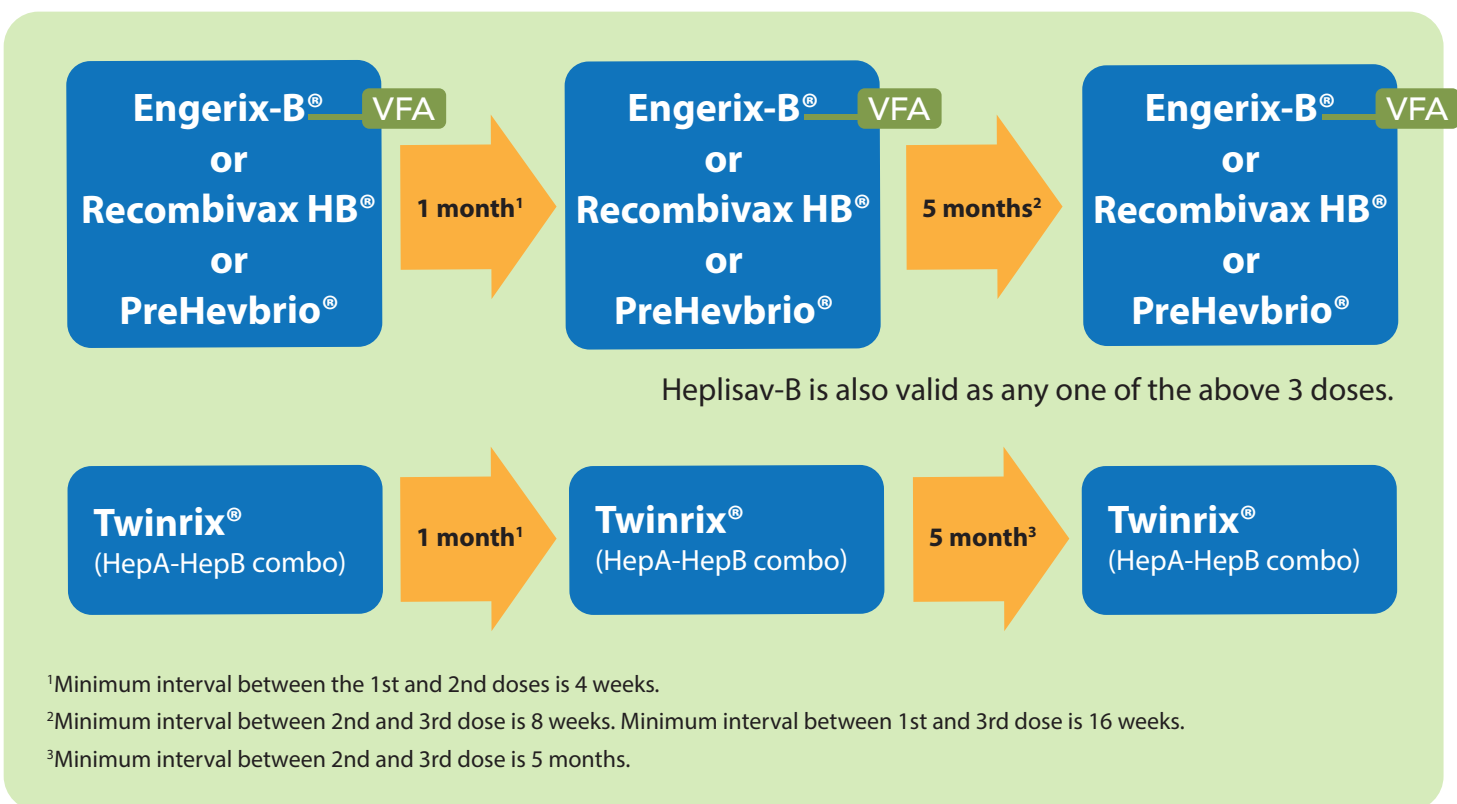 Engerix-B® VFA
or
Recombivax HB®
or
PreHevbrio®
1 month¹
Engerix-B® VFA
or
Recombivax HB®
or
PreHevbrio®
5 months²
Engerix-B® VFA
or
Recombivax HB®
or
PreHevbrio®
Heplisav-B is also valid as any one of the above 3 doses.
Twinrix®
(HepA-HepB combo)
1 month¹
Twinrix®
(HepA-HepB combo)
5 month³
Twinrix®
(HepA-HepB combo)
¹Minimum interval between the 1st and 2nd doses is 4 weeks.
²Minimum interval between 2nd and 3rd dose is 8 weeks. Minimum interval between 1st and 3rd dose is 16 weeks.
³Minimum interval between 2nd and 3rd dose is 5 months.